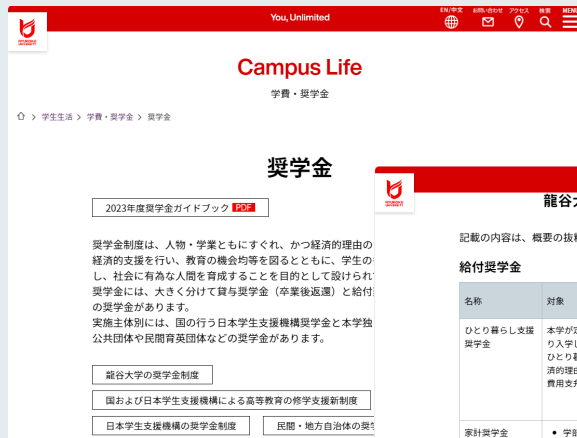 You, Unlimited
EN/中文
お問い合わせ
アクセス
検索
MENU
Campus Life
学費・奨学金
学生生活 > 学費・奨学金 > 奨学金
奨学金
2023年度奨学金ガイドブック PDF
奨学金制度は、人物・学業ともにすぐれ、かつ経済的理由の
経済的支援を行い、教育の機会均等を図るとともに、学生の
し、社会に有為な人間を育成することを目的として設けられ
奨学金には、大きく分けて貸与奨学金（卒業後返還）と給付
の奨学金があります。
実施主体別には、国の行う日本学生支援機構奨学金と本学独
公共団体や民間育英団体などの奨学金があります。
龍谷大学の奨学金制度
国および日本学生支援機構による高等教育の修学支援新制度
日本学生支援機構の奨学金制度
民間・地方自治体の奨学
龍谷
記載の内容は、概要の抜
給付奨学金
名称
対象
ひとり暮らし支援
奨学金
本学が
り入学し
ひとり
済的理由
費用支
家計奨学金
• 学部